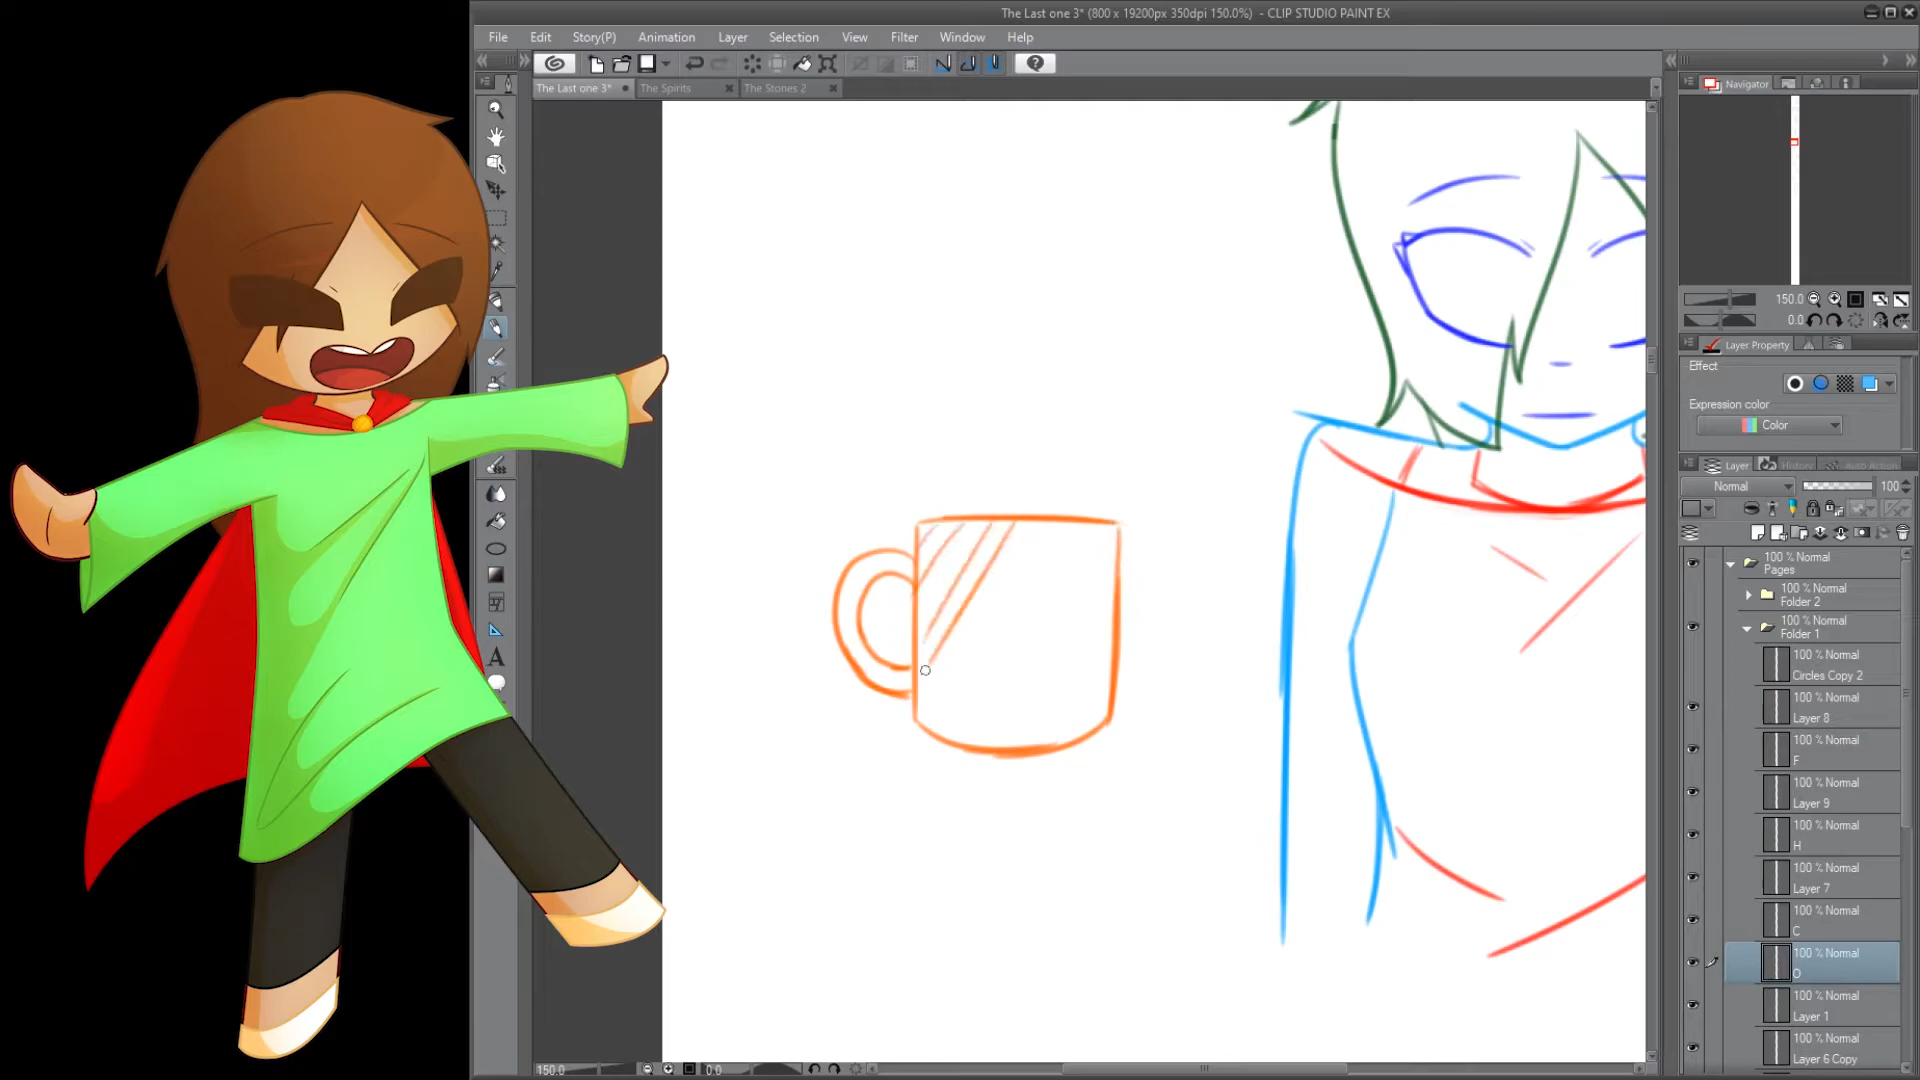 The Last one 3* (800 x 19200px 350dpi 150.0%) - CLIP STUDIO PAINT EX
File Edit Story(P) Animation Layer Selection View Filter Window Help
The Last one 3* The Spirits The Stones 2
Navigator
150.0
0.0
Layer Property
Effect
Expression color
Color
Layer History Auto Action
Normal 100
100 % Normal
Pages
100 % Normal
Folder 2
100 % Normal
Folder 1
100 % Normal
Circles Copy 2
100 % Normal
Layer 8
100 % Normal
F
100 % Normal
Layer 9
100 % Normal
H
100 % Normal
Layer 7
100 % Normal
C
100 % Normal
O
100 % Normal
Layer 1
100 % Normal
Layer 6 Copy
150.0 0.0